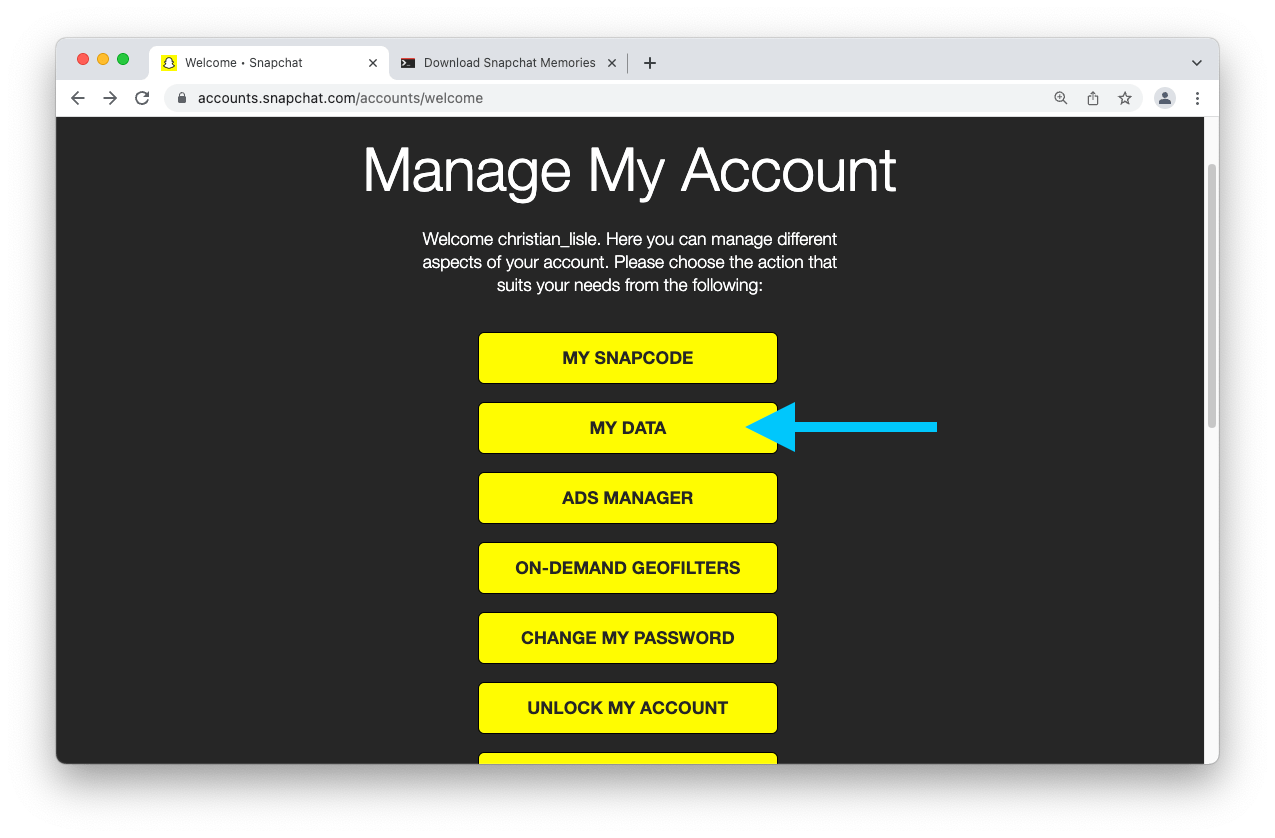 Welcome • Snapchat
Download Snapchat Memories
accounts.snapchat.com/accounts/welcome
Manage My Account
Welcome christian_lisle. Here you can manage different
aspects of your account. Please choose the action that
suits your needs from the following:
MY SNAPCODE
MY DATA
ADS MANAGER
ON-DEMAND GEOFILTERS
CHANGE MY PASSWORD
UNLOCK MY ACCOUNT